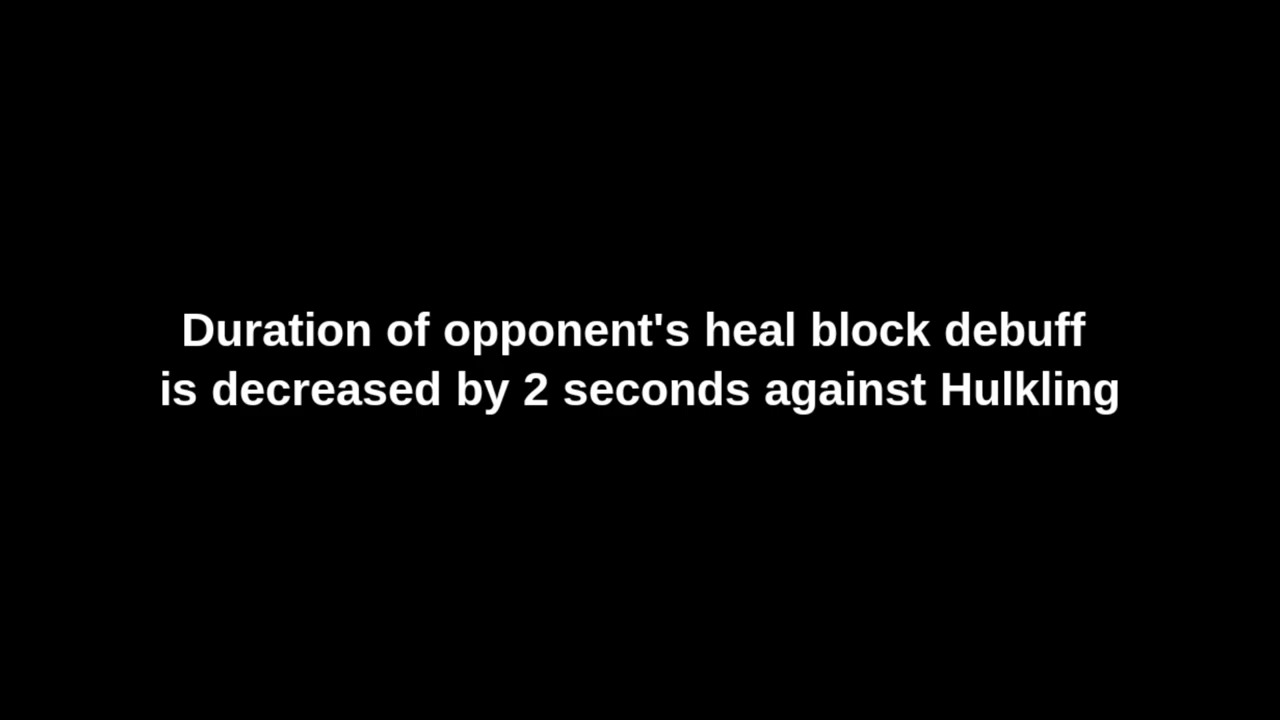 Duration of opponent's heal block debuff
is decreased by 2 seconds against Hulkling